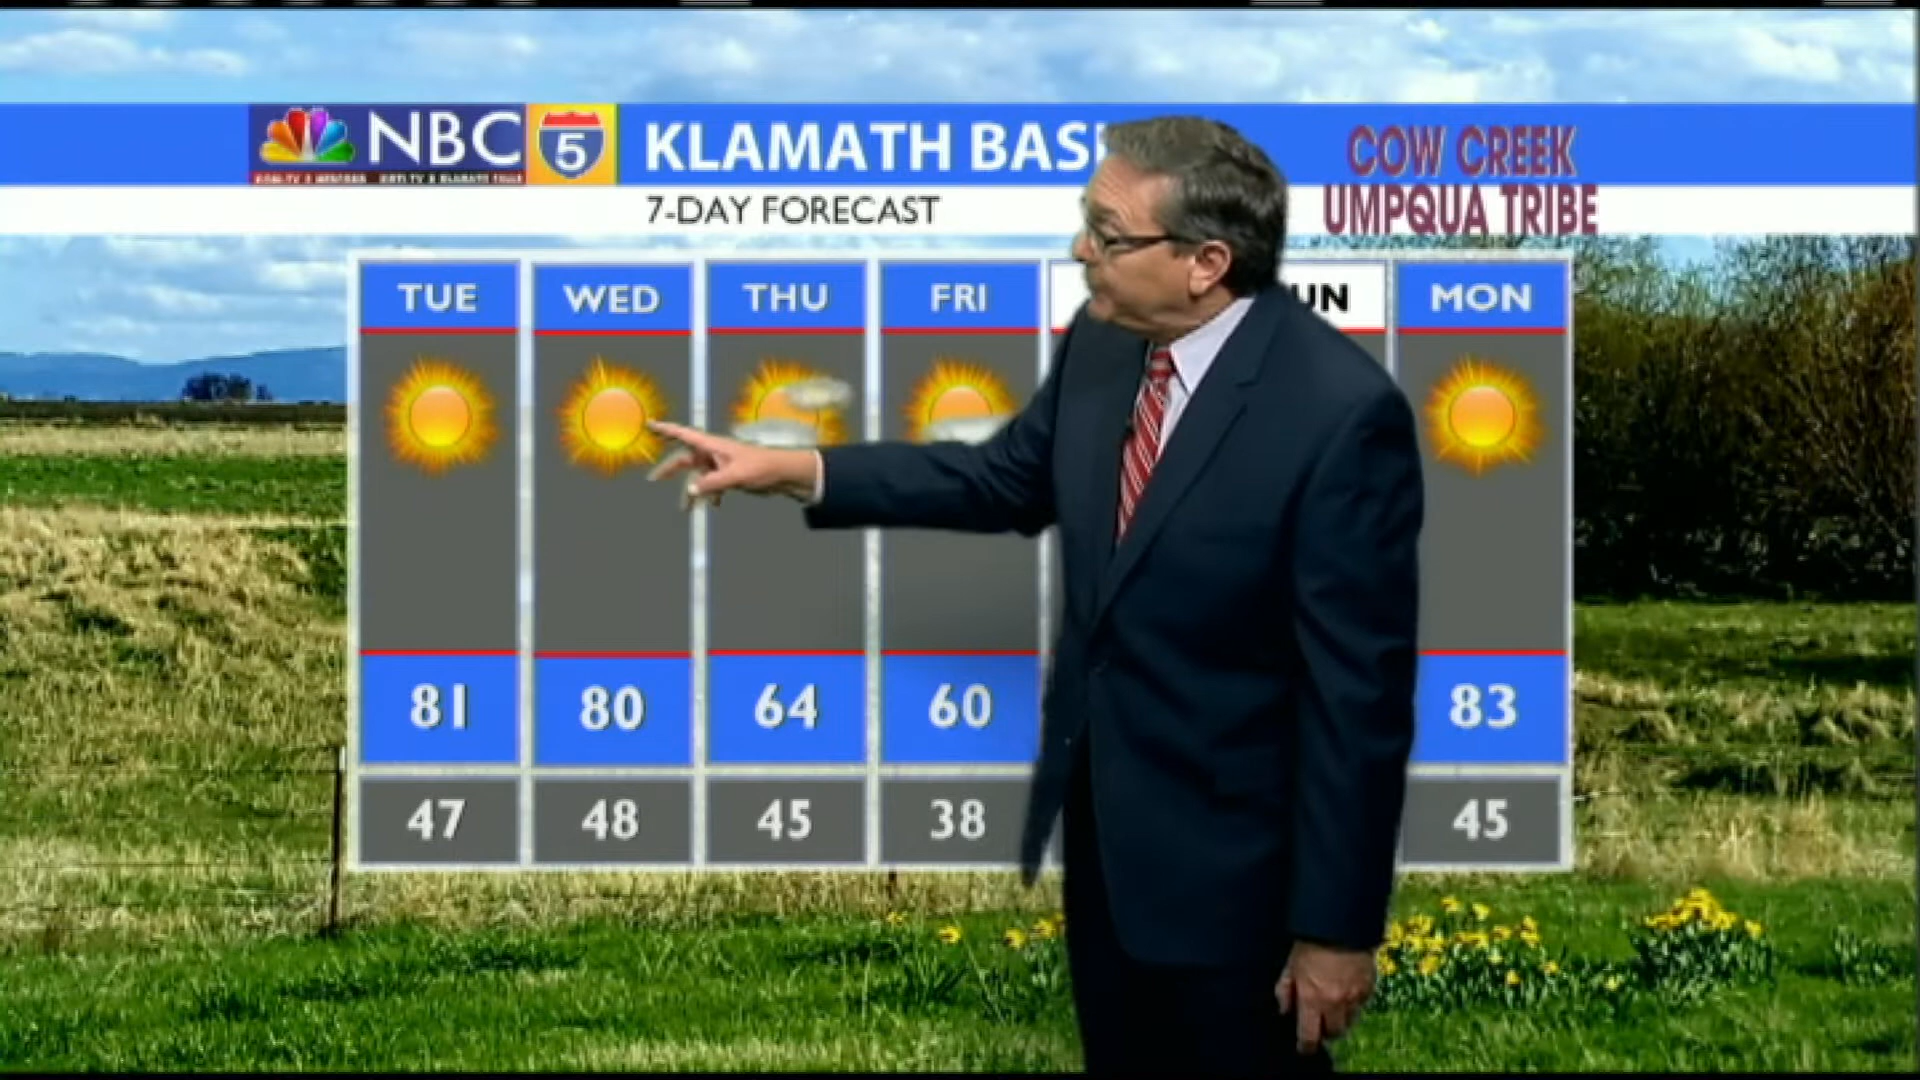 NBC 5
KLAMATH BASI
COW CREEK
UMPQUA TRIBE
7-DAY FORECAST
TUE WED THU FRI UN MON
81 80 64 60 83
47 48 45 38 45